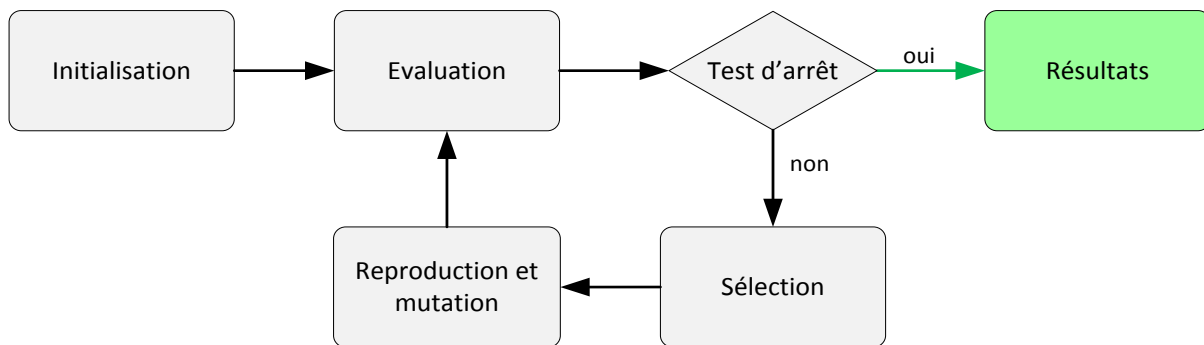 Initialisation
Evaluation
Test d'arrêt
oui
Résultats
non
Reproduction et
mutation
Sélection